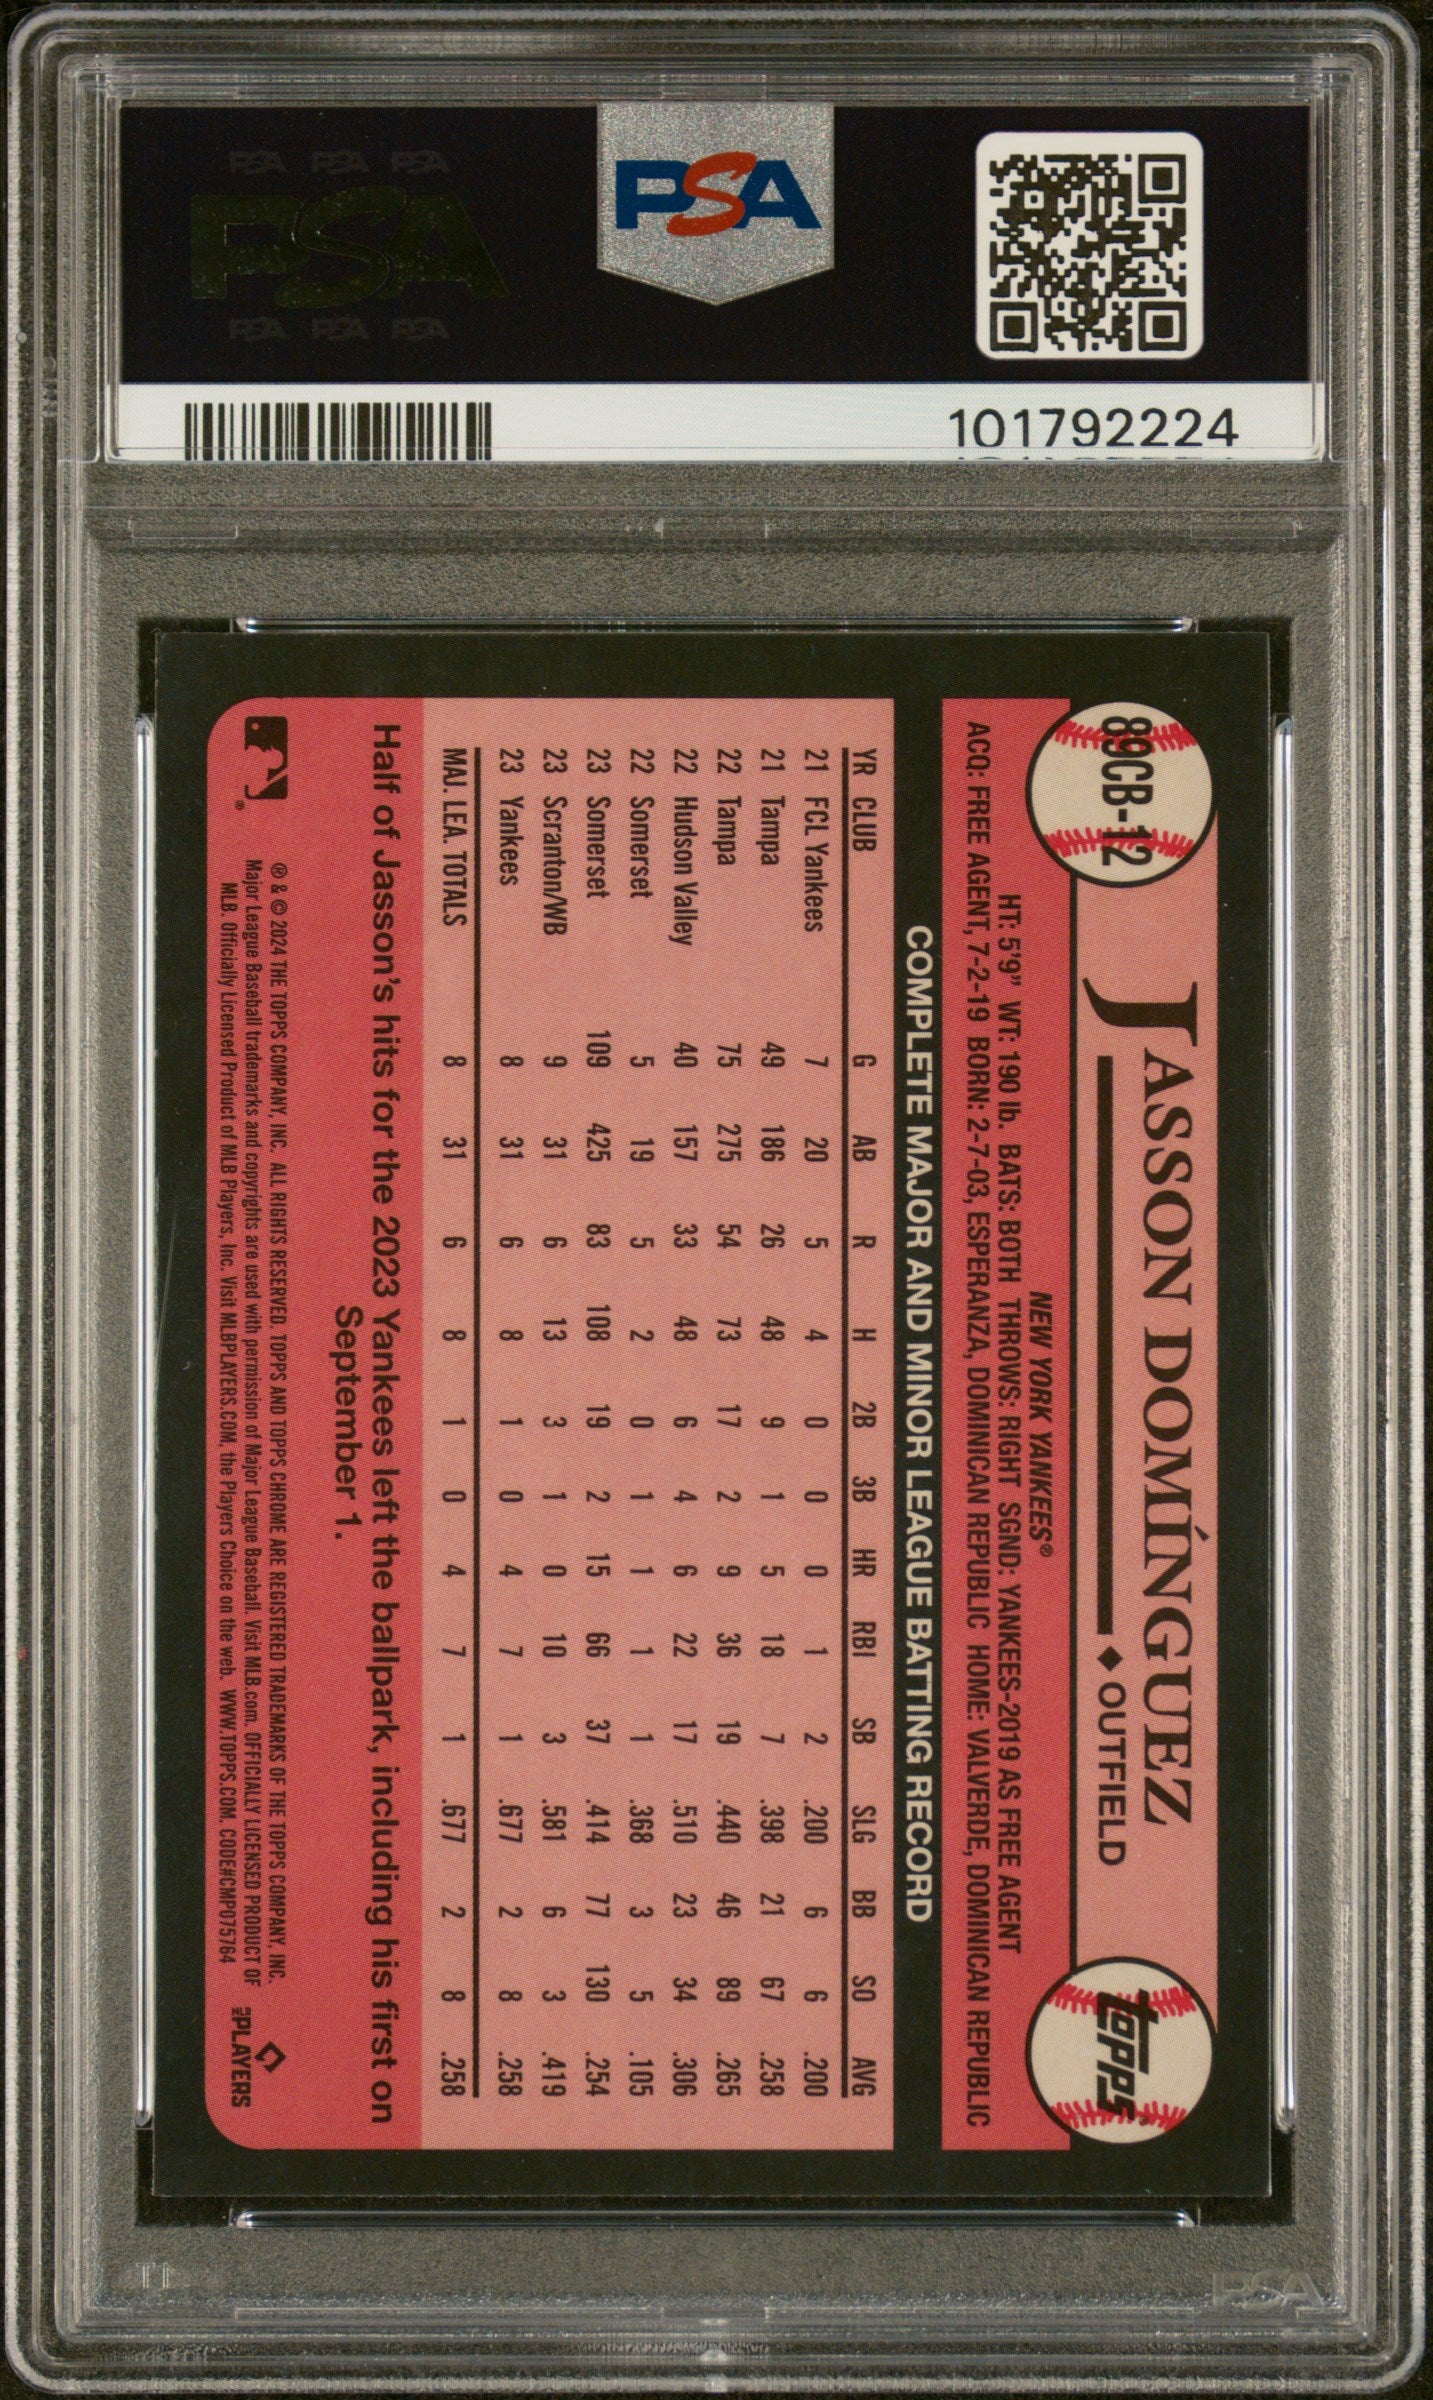 PSA PSA PSA
PSA
PSA PSA PSA
PSA
101792224
89CB-12
JASSON DOMÍNGUEZ
OUTFIELD
topps®
NEW YORK YANKEES®
HT: 5'9" WT: 190 lb. BATS: BOTH THROWS: RIGHT SGND: YANKEES-2019 AS FREE AGENT
ACQ: FREE AGENT, 7-2-19 BORN: 2-7-03, ESPERANZA, DOMINICAN REPUBLIC HOME: VALVERDE, DOMINICAN REPUBLIC
COMPLETE MAJOR AND MINOR LEAGUE BATTING RECORD
YR CLUB G AB R H 2B 3B HR RBI SB SLG BB SO AVG
21 FCL Yankees 7 20 5 4 0 0 0 1 2 .200 6 6 .200
21 Tampa 49 186 26 48 9 1 5 18 7 .398 21 67 .258
22 Tampa 75 275 54 73 17 2 9 36 19 .440 46 89 .265
22 Hudson Valley 40 157 33 48 6 4 6 22 17 .510 23 34 .306
22 Somerset 5 19 5 2 0 1 1 1 1 .368 3 5 .105
23 Somerset 109 425 83 108 19 2 15 66 37 .414 77 130 .254
23 Scranton/WB 9 31 6 13 3 1 0 10 3 .581 6 3 .419
23 Yankees 8 31 6 8 1 0 4 7 1 .677 2 8 .258
MAJ. LEA. TOTALS 8 31 6 8 1 0 4 7 1 .677 2 8 .258
Half of Jasson's hits for the 2023 Yankees left the ballpark, including his first on
September 1.
® & © 2024 THE TOPPS COMPANY, INC. ALL RIGHTS RESERVED. TOPPS AND TOPPS CHROME ARE REGISTERED TRADEMARKS OF THE TOPPS COMPANY, INC.
Major League Baseball trademarks and copyrights are used with permission of Major League Baseball. Visit MLB.com. OFFICIALLY LICENSED PRODUCT OF
MLB. Officially Licensed Product of MLB Players, Inc. Visit MLBPLAYERS.COM, the Players Choice on the web. WWW.TOPPS.COM. CODE#CMP075764
PLAYERS
PSA